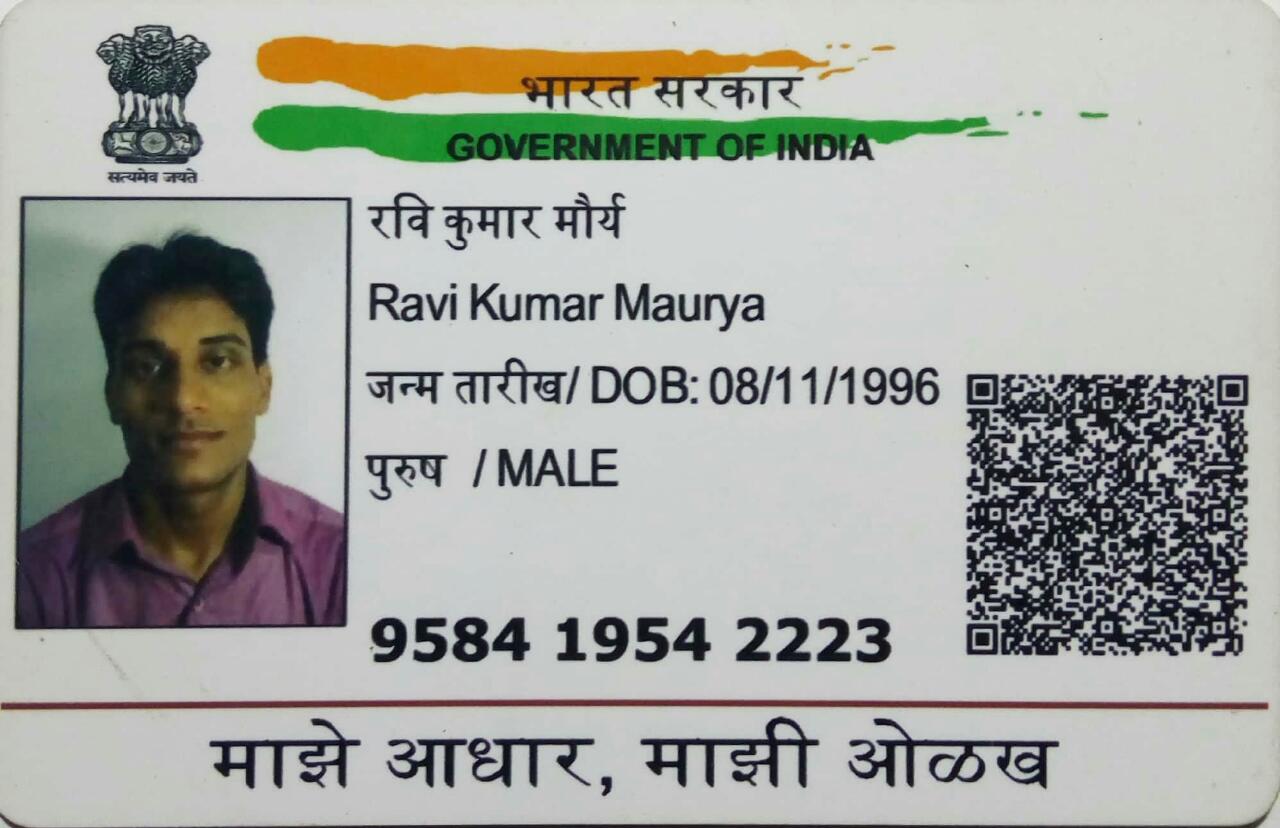 भारत सरकार
GOVERNMENT OF INDIA
सत्यमेव जयते
रवि कुमार मौर्य
Ravi Kumar Maurya
जन्म तारीख/ DOB: 08/11/1996
पुरुष / MALE
9584 1954 2223
माझे आधार, माझी ओळख